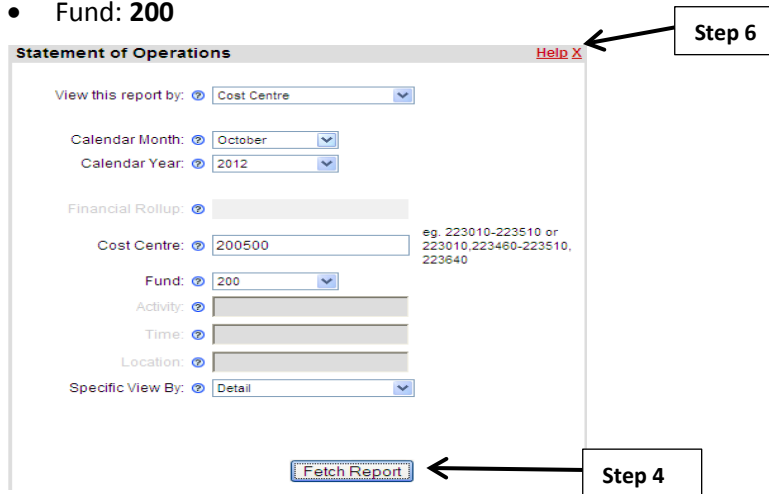 • Fund: 200
Step 6
Statement of Operations Help X
View this report by: ? Cost Centre
Calendar Month: ? October
Calendar Year: ? 2012
Financial Rollup: ?
Cost Centre: ? 200500 eg. 223010-223510 or
223010,223460-223510,
223640
Fund: ? 200
Activity: ?
Time: ?
Location: ?
Specific View By: ? Detail
Fetch Report
Step 4